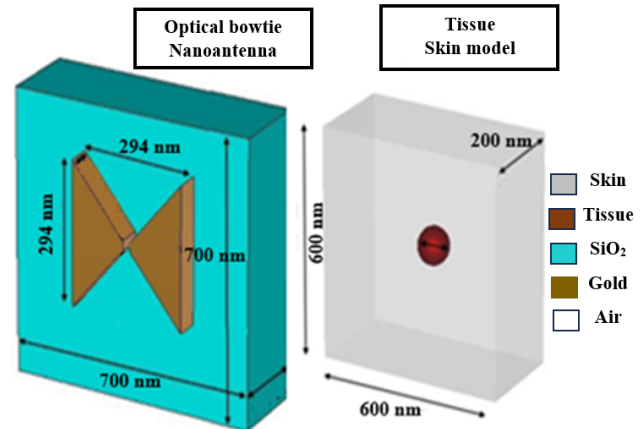 Optical bowtie
Nanoantenna
Tissue
Skin model
294 nm
294 nm
700 nm
700 nm
200 nm
600 nm
600 nm
Skin
Tissue
SiO₂
Gold
Air